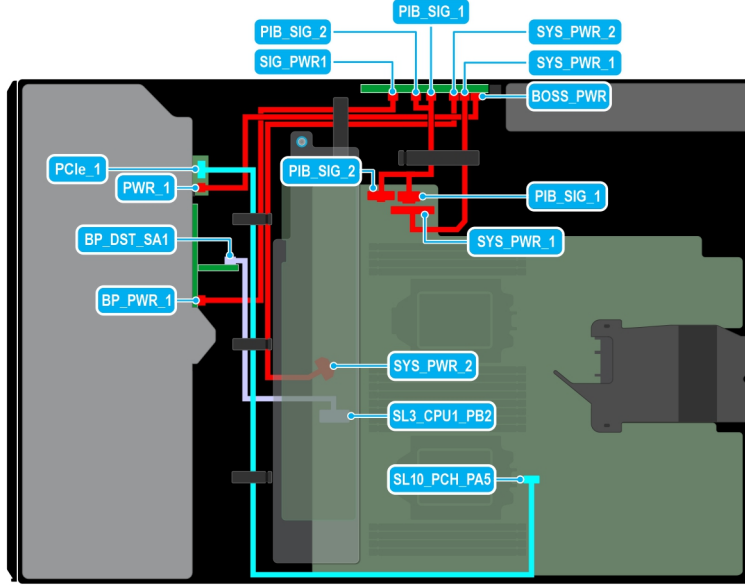 PIB_SIG_1
PIB_SIG_2
SYS_PWR_2
SIG_PWR1
SYS_PWR_1
BOSS_PWR
PCIe_1
PIB_SIG_2
PWR_1
PIB_SIG_1
BP_DST_SA1
SYS_PWR_1
BP_PWR_1
SYS_PWR_2
SL3_CPU1_PB2
SL10_PCH_PA5